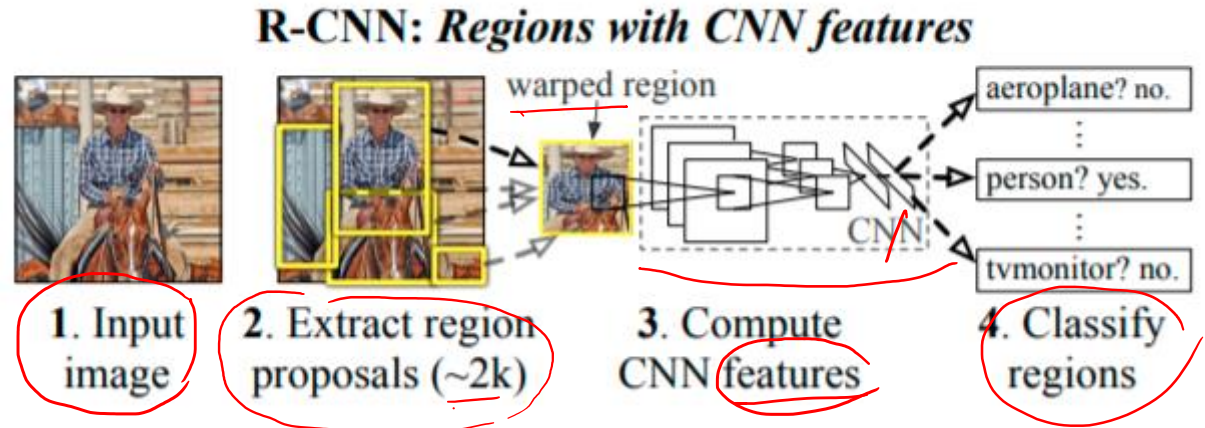 R-CNN: Regions with CNN features
warped region
aeroplane? no.
person? yes.
CNN
tvmonitor? no.
1. Input
image
2. Extract region
proposals (~2k)
3. Compute
CNN features
4. Classify
regions